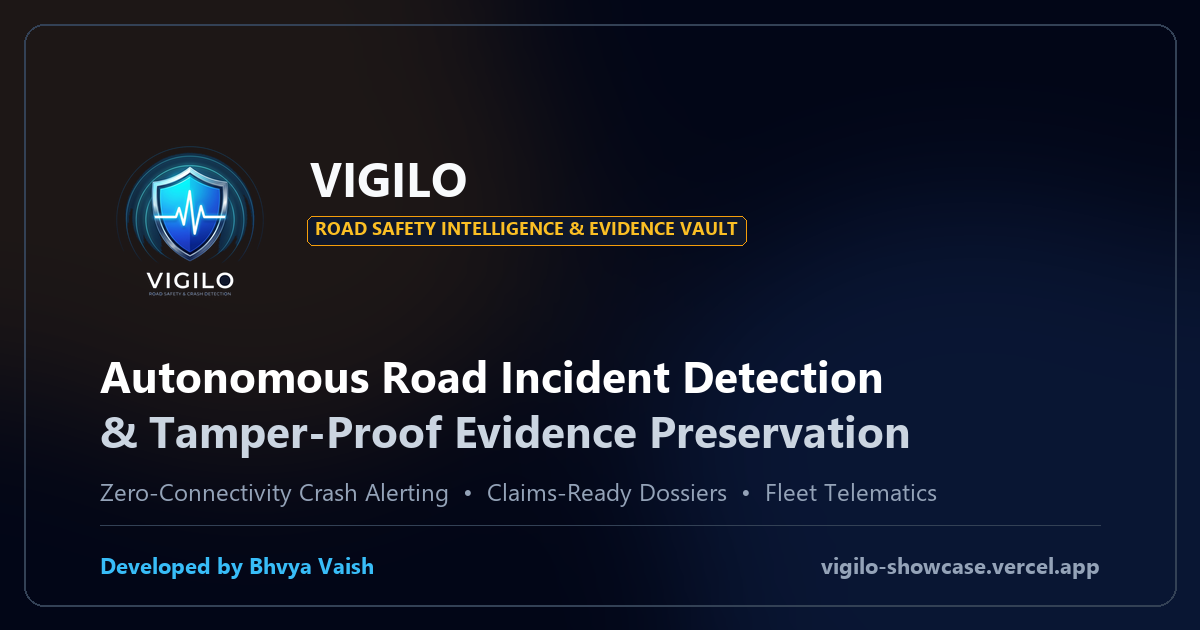 VIGILO
ROAD SAFETY INTELLIGENCE & EVIDENCE VAULT
VIGILO
ROAD SAFETY & CRASH DETECTION
Autonomous Road Incident Detection
& Tamper-Proof Evidence Preservation
Zero-Connectivity Crash Alerting • Claims-Ready Dossiers • Fleet Telematics
Developed by Bhvya Vaish
vigilo-showcase.vercel.app